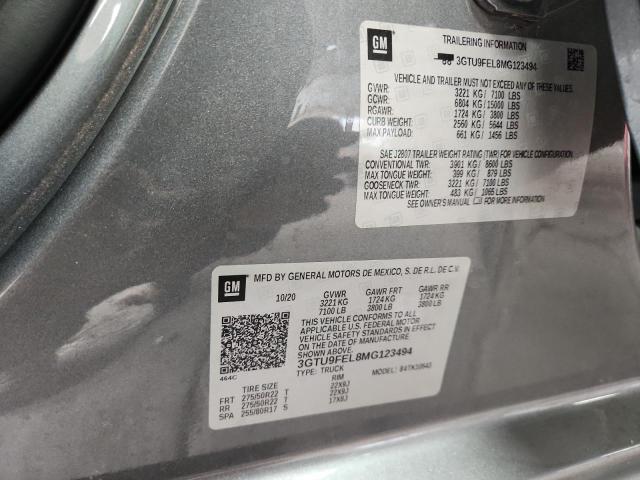 GM
TRAILERING INFORMATION
3GTU9FEL8MG123494
VEHICLE AND TRAILER MUST NOT EXCEED ANY OF THESE VALUES
GVWR: 3221 KG / 7100 LBS
GCWR: 6804 KG / 15000 LBS
RGAWR: 1724 KG / 3800 LBS
CURB WEIGHT: 2560 KG / 5644 LBS
MAX PAYLOAD: 661 KG / 1456 LBS
SAE J2807 TRAILER WEIGHT RATING (TWR) FOR VEHICLE CONFIGURATION
CONVENTIONAL TWR: 3901 KG / 8600 LBS
MAX TONGUE WEIGHT: 399 KG / 879 LBS
GOOSENECK TWR: 3221 KG / 7100 LBS
MAX TONGUE WEIGHT: 483 KG / 1065 LBS
SEE OWNER'S MANUAL FOR MORE INFORMATION
GM
MFD BY GENERAL MOTORS DE MEXICO, S. DE R.L. DE C.V.
10/20 GVWR GAWR FRT GAWR RR
3221 KG 1724 KG 1724 KG
7100 LB 3800 LB 3800 LB
THIS VEHICLE CONFORMS TO ALL
APPLICABLE U.S. FEDERAL MOTOR
VEHICLE SAFETY STANDARDS IN EFFECT ON
THE DATE OF MANUFACTURE SHOWN ABOVE.
3GTU9FEL8MG123494
464C TYPE: TRUCK MODEL: 84TK10543
TIRE SIZE RIM
FRT 275/50R22 T 22X9J
RR 275/50R22 T 22X9J
SPA 255/80R17 S 17X8J